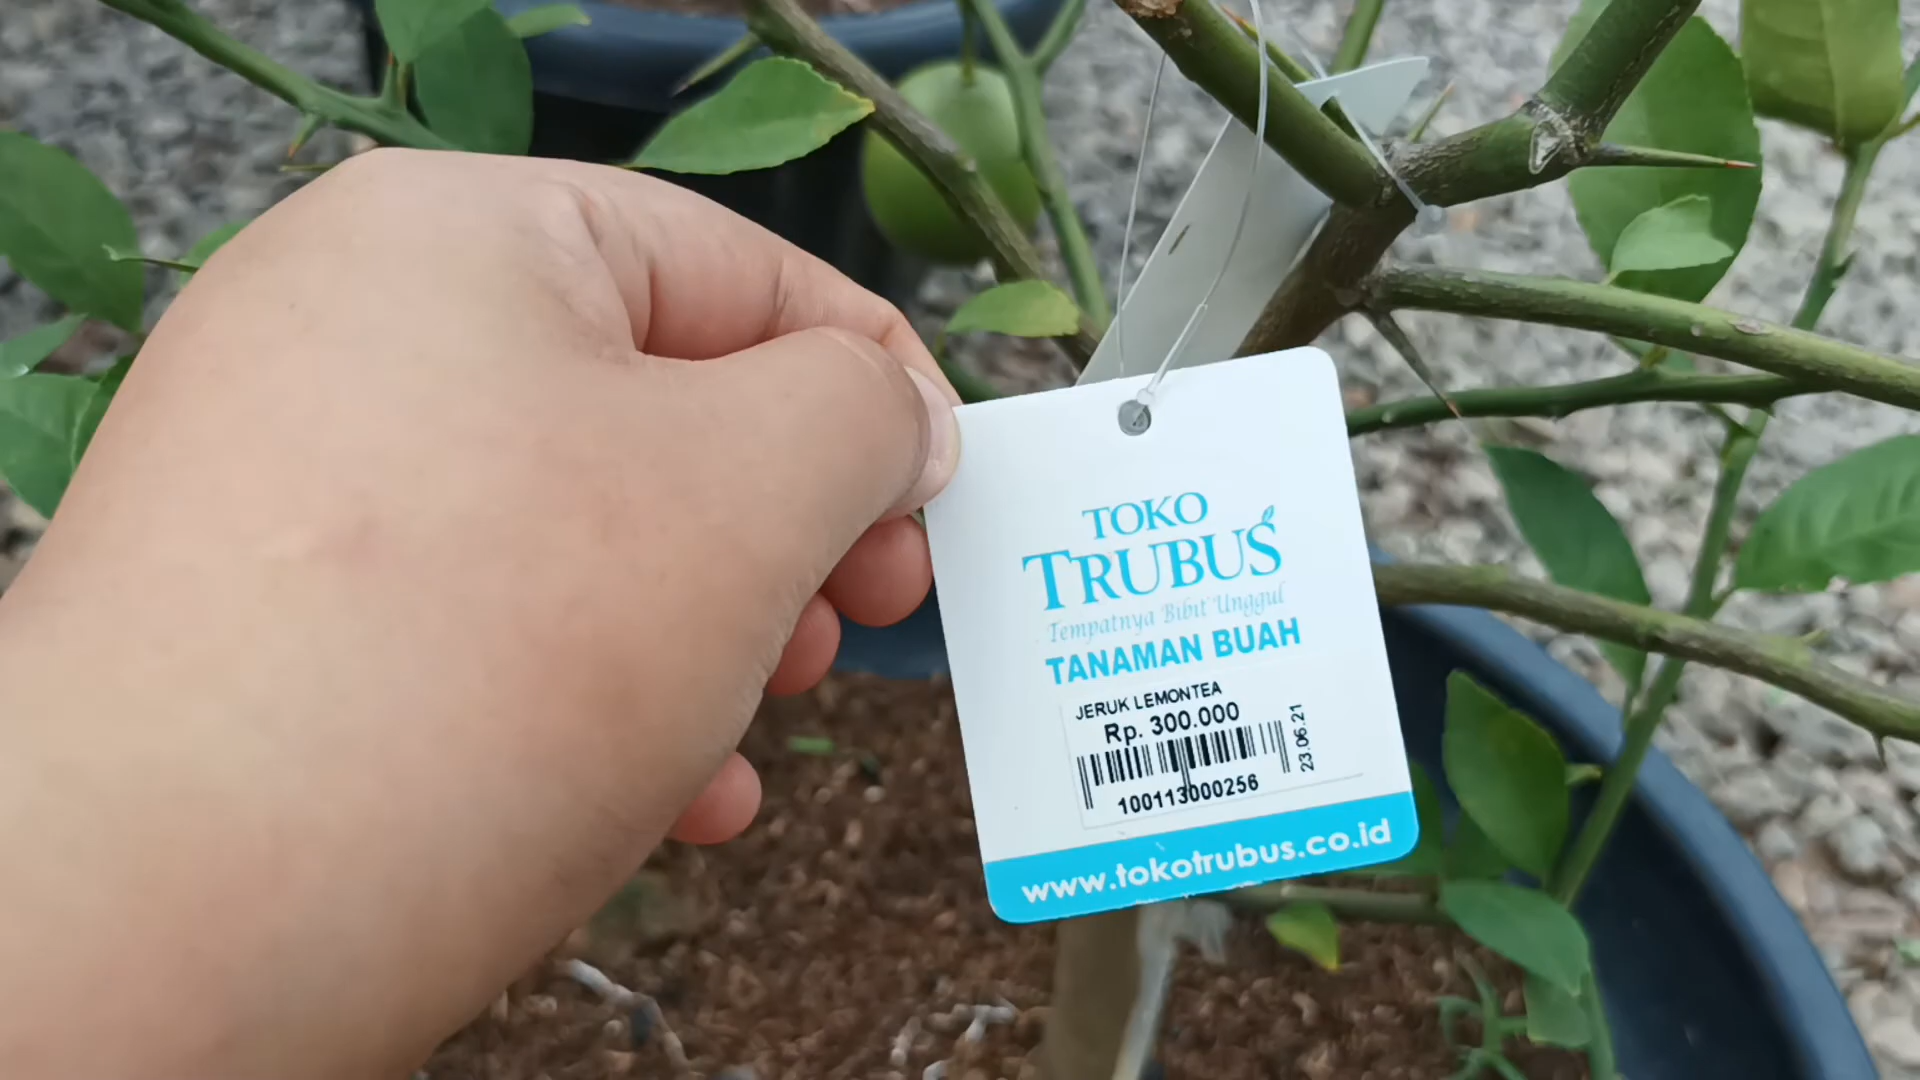 TOKO
TRUBUS
Tempatnya Bibit Unggul
TANAMAN BUAH
JERUK LEMONTEA
Rp. 300.000
23.06.21
100113000256
www.tokotrubus.co.id